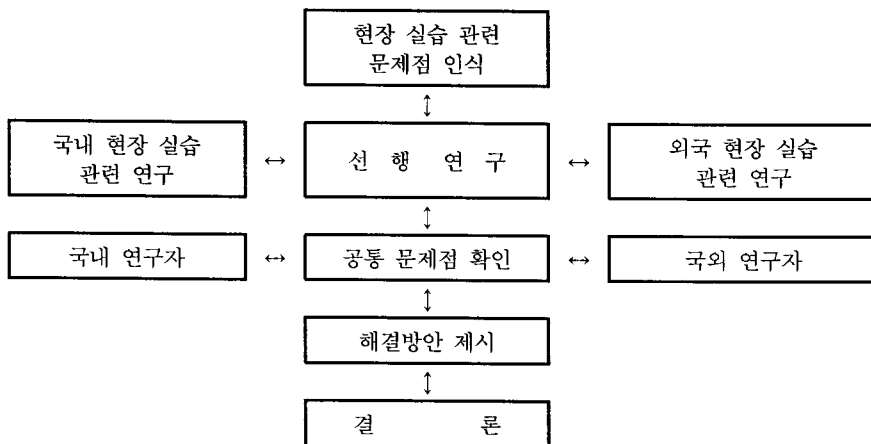 현장 실습 관련
문제점 인식
↕
국내 현장 실습
관련 연구
↔
선 행 연 구
↔
외국 현장 실습
관련 연구
↕
국내 연구자
↔
공통 문제점 확인
↔
국외 연구자
↕
해결방안 제시
↕
결 론